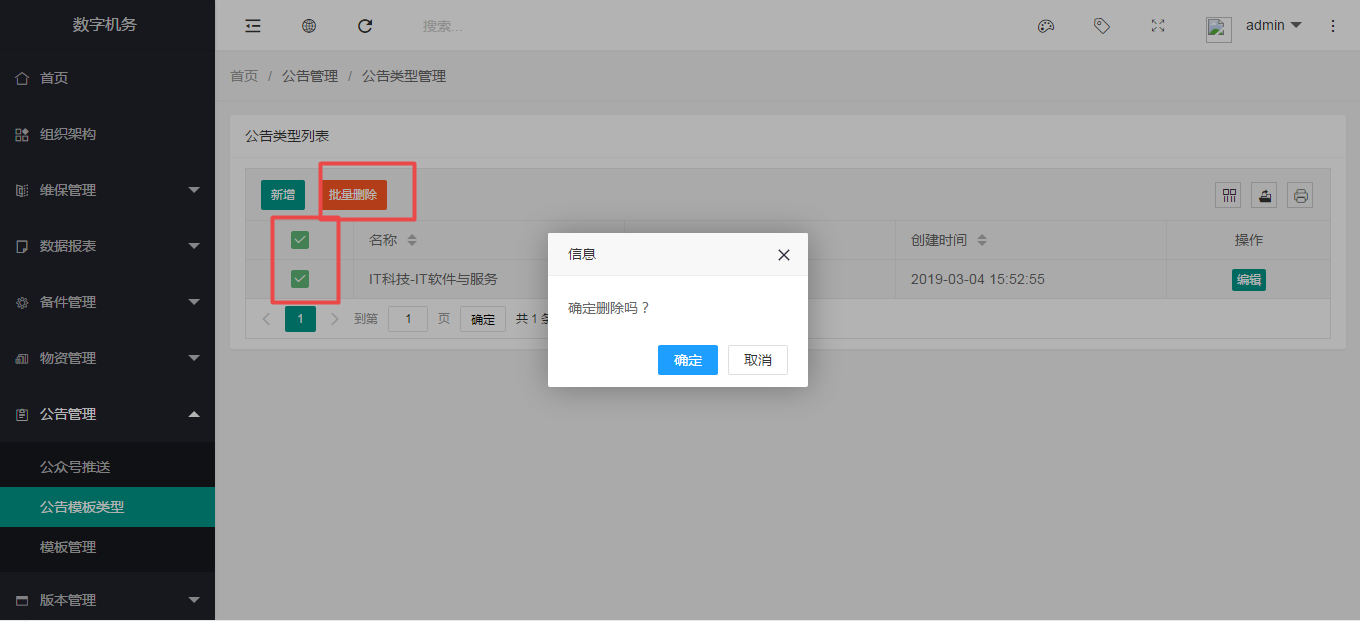 数字机务
搜索...
admin
首页
组织架构
维保管理
数据报表
备件管理
物资管理
公告管理
公众号推送
公告模板类型
模板管理
版本管理
首页 / 公告管理 / 公告类型管理
公告类型列表
新增 批量删除
名称 创建时间 操作
IT科技-IT软件与服务 2019-03-04 15:52:55 编辑
1 到第 1 页 确定 共 1 条
信息
确定删除吗？
确定 取消